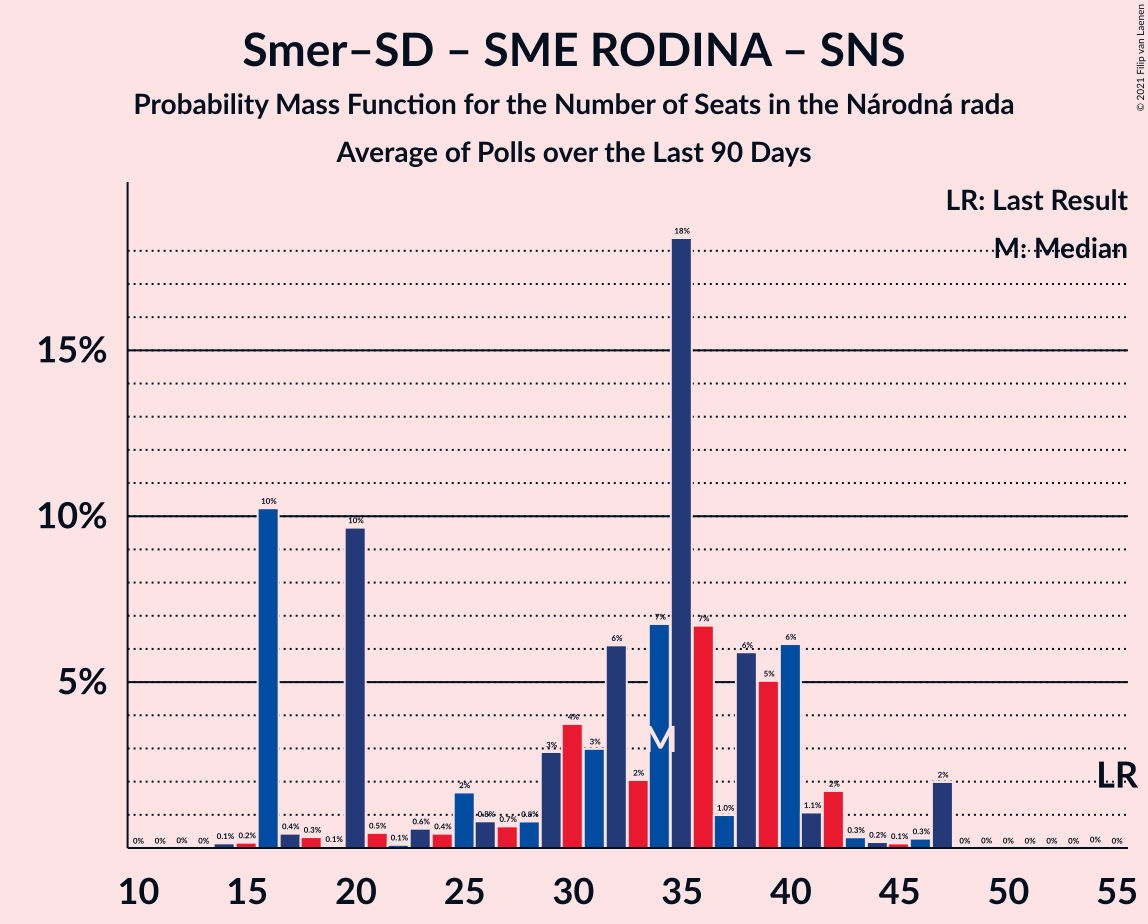 © 2021 Filip van Laenen
Smer–SD – SME RODINA – SNS
Probability Mass Function for the Number of Seats in the Národná rada
Average of Polls over the Last 90 Days
LR: Last Result
M: Median
18%
15%
10%
10%
10%
7%
7%
6%
6%
6%
5%
5%
4%
3%
3%
M
2%
2%
2%
2%
LR
0% 0% 0% 0% 0.1% 0.2% 0.4% 0.3% 0.1% 0.5% 0.1% 0.6% 0.4% 0.8% 0.7% 0.8% 1.0% 1.1% 0.3% 0.2% 0.1% 0.3% 0% 0% 0% 0% 0% 0% 0% 0%
10 15 20 25 30 35 40 45 50 55